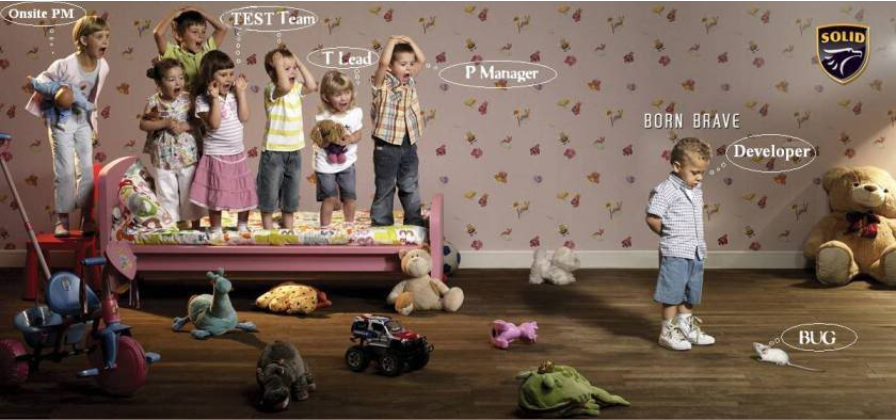 Onsite PM
TEST Team
T Lead
P Manager
SOLID
BORN BRAVE
Developer
BUG